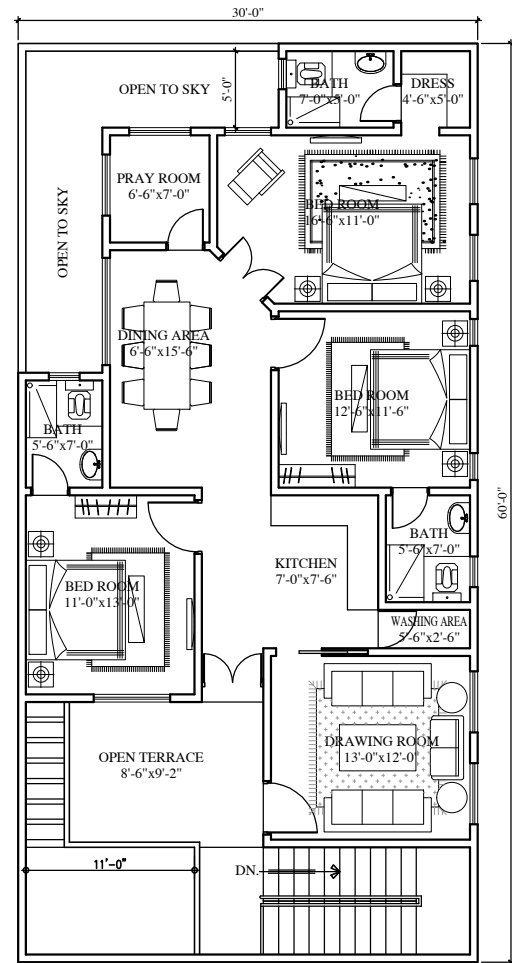 30'-0"
OPEN TO SKY
5'-0"
BATH
7'-0"x5'-0"
DRESS
4'-6"x5'-0"
PRAY ROOM
6'-6"x7'-0"
BED ROOM
16'-6"x11'-0"
OPEN TO SKY
DINING AREA
6'-6"x15'-6"
BED ROOM
12'-6"x11'-6"
BATH
5'-6"x7'-0"
60'-0"
BATH
5'-6"x7'-0"
KITCHEN
7'-0"x7'-6"
BED ROOM
11'-0"x13'-0"
WASHING AREA
5'-6"x2'-6"
DRAWING ROOM
13'-0"x12'-0"
OPEN TERRACE
8'-6"x9'-2"
11'-0"
DN.